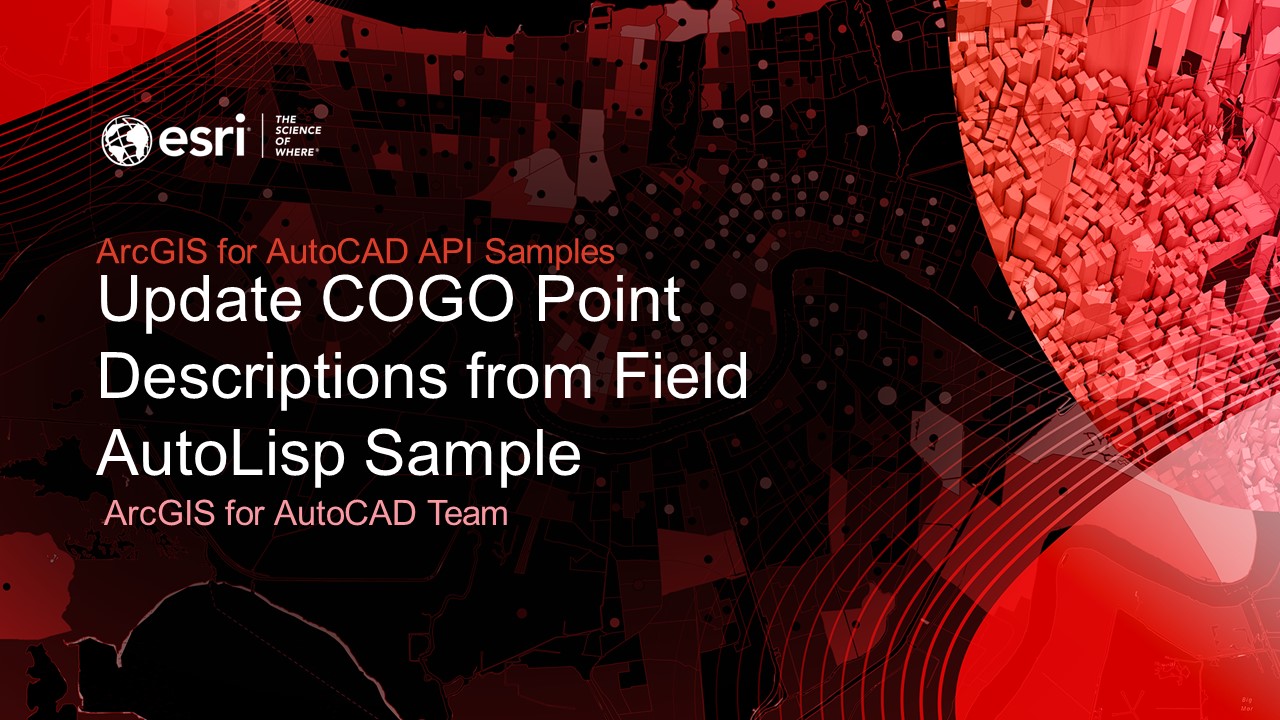 esri
THE
SCIENCE
OF
WHERE®
ArcGIS for AutoCAD API Samples
Update COGO Point
Descriptions from Field
AutoLisp Sample
ArcGIS for AutoCAD Team